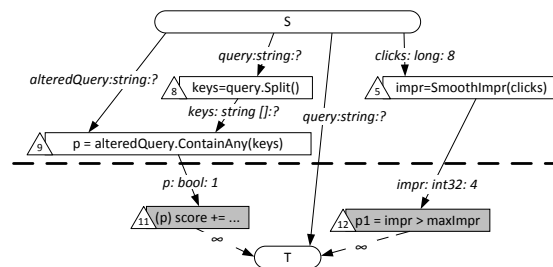 S
query:string:?
clicks: long: 8
alteredQuery:string:?
8
keys=query.Split()
5
impr=SmoothImpr(clicks)
keys: string []:?
query:string:?
9
p = alteredQuery.ContainAny(keys)
p: bool: 1
impr: int32: 4
11
(p) score += ...
12
p1 = impr > maxImpr
∞
∞
T